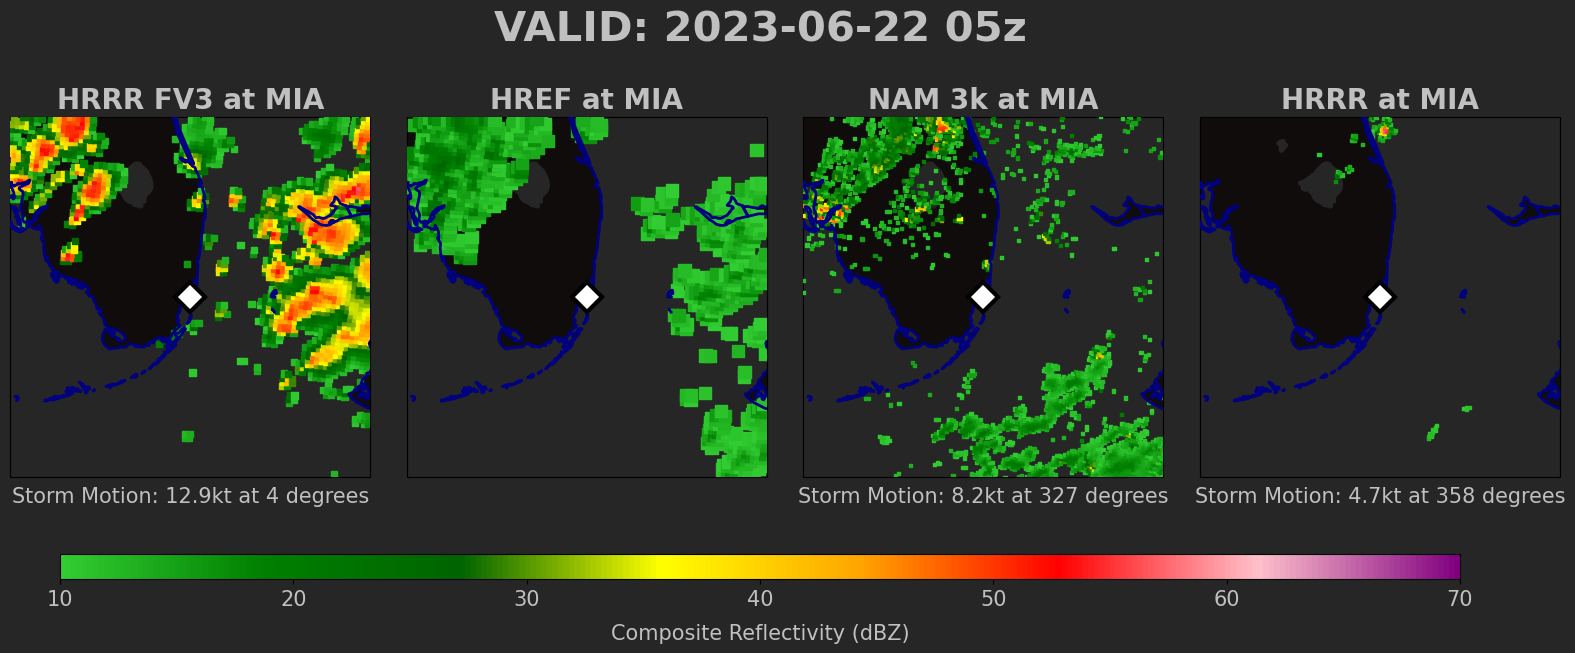 VALID: 2023-06-22 05z
HRRR FV3 at MIA
HREF at MIA
NAM 3k at MIA
HRRR at MIA
Storm Motion: 12.9kt at 4 degrees
Storm Motion: 8.2kt at 327 degrees
Storm Motion: 4.7kt at 358 degrees
10 20 30 40 50 60 70
Composite Reflectivity (dBZ)